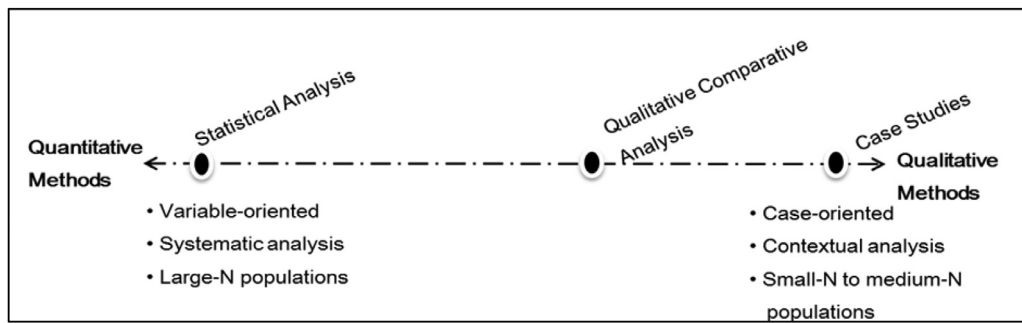 Statistical Analysis
Qualitative Comparative
Analysis
Case Studies
Quantitative
Methods
Qualitative
Methods
• Variable-oriented
• Systematic analysis
• Large-N populations
• Case-oriented
• Contextual analysis
• Small-N to medium-N
populations